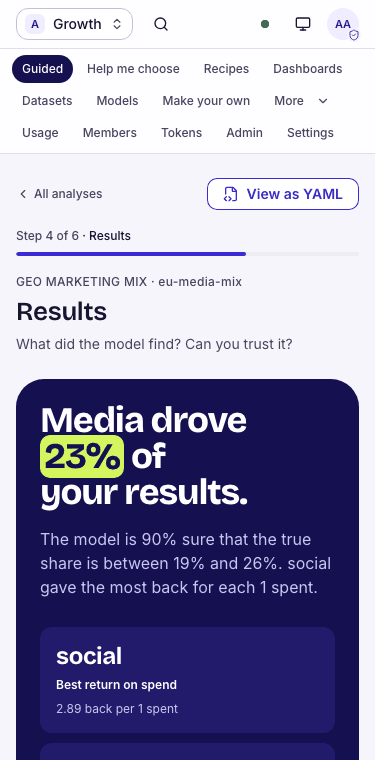 A Growth AA
Guided Help me choose Recipes Dashboards
Datasets Models Make your own More
Usage Members Tokens Admin Settings
All analyses View as YAML
Step 4 of 6 · Results
GEO MARKETING MIX · eu-media-mix
Results
What did the model find? Can you trust it?
Media drove
23% of
your results.
The model is 90% sure that the true
share is between 19% and 26%. social
gave the most back for each 1 spent.
social
Best return on spend
2.89 back per 1 spent